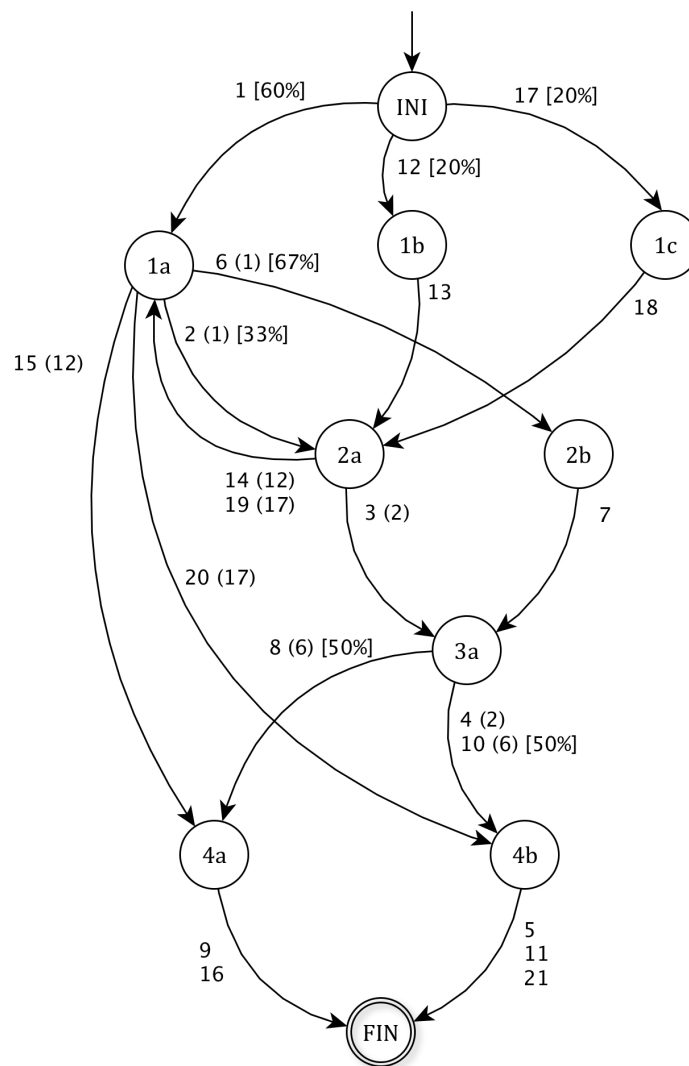 1 [60%]
INI
17 [20%]
12 [20%]
1a
6 (1) [67%]
1b
1c
13
18
2 (1) [33%]
15 (12)
2a
2b
14 (12)
19 (17)
3 (2)
7
20 (17)
8 (6) [50%]
3a
4 (2)
10 (6) [50%]
4a
4b
9
16
5
11
21
FIN